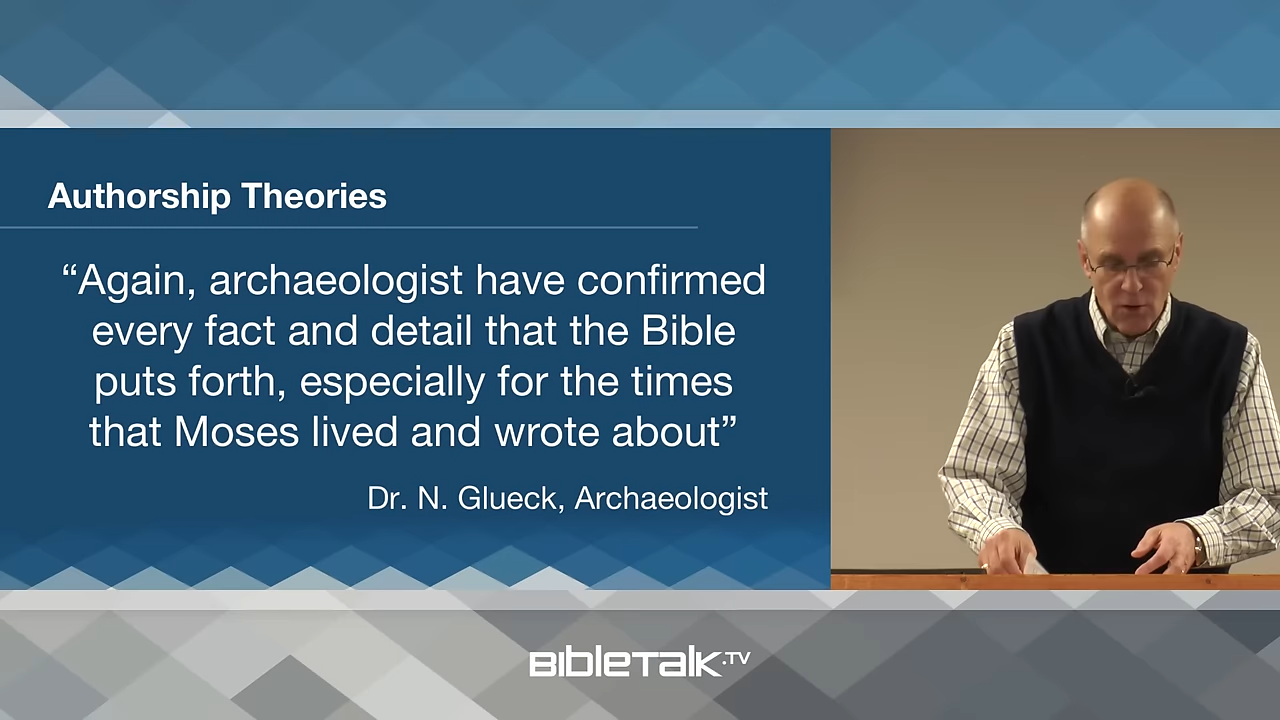 Authorship Theories
“Again, archaeologist have confirmed
every fact and detail that the Bible
puts forth, especially for the times
that Moses lived and wrote about”
Dr. N. Glueck, Archaeologist
BIBLETALK.TV